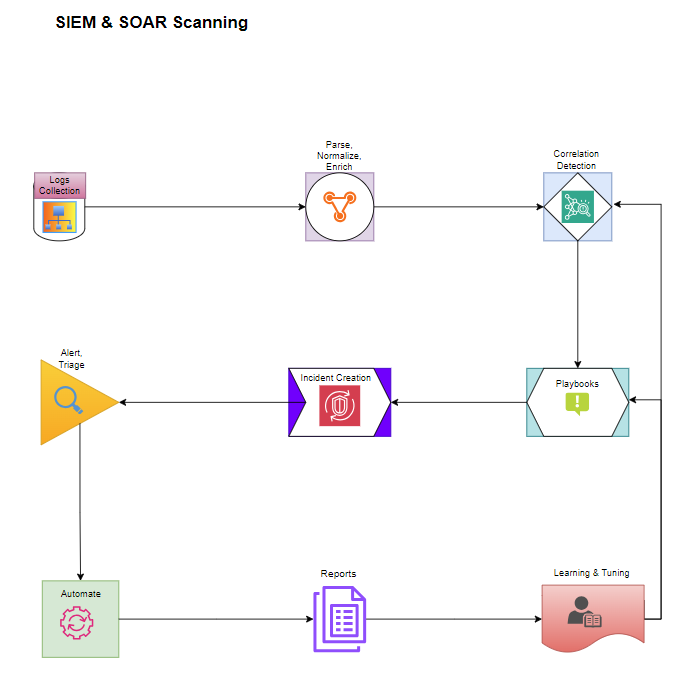 SIEM & SOAR Scanning
Logs
Collection
Parse,
Normalize,
Enrich
Correlation
Detection
Alert,
Triage
Incident Creation
Playbooks
Automate
Reports
Learning & Tuning